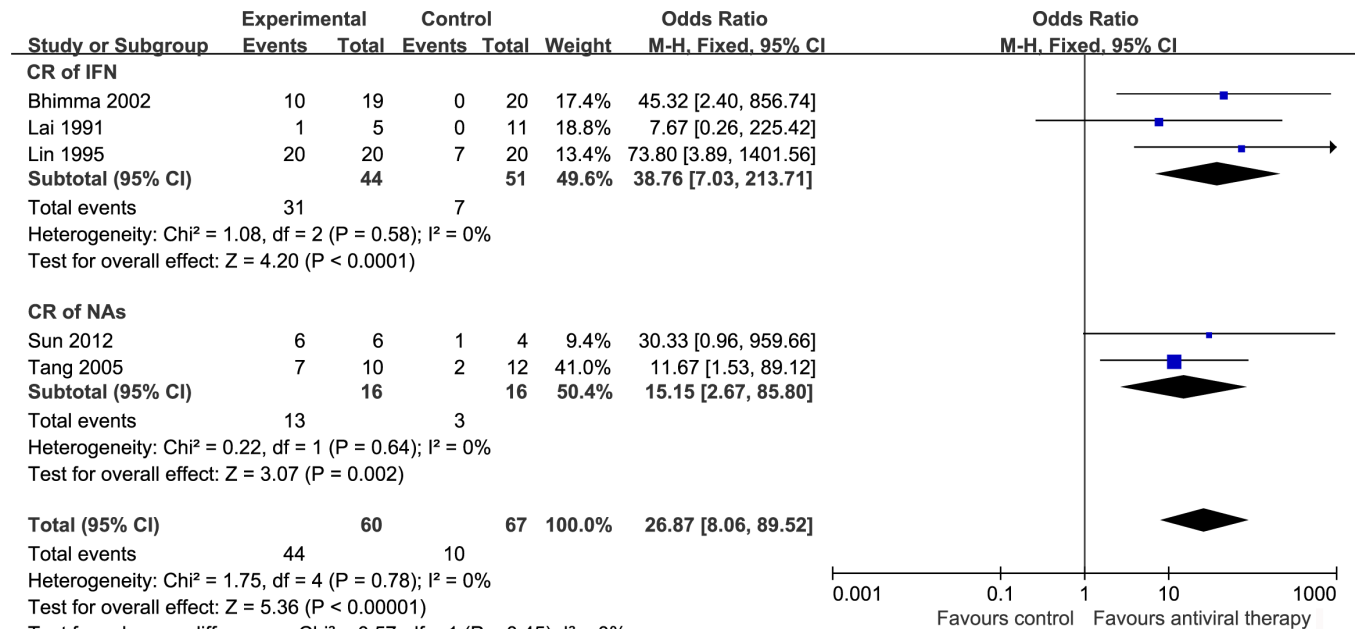 Experimental Control Odds Ratio Odds Ratio
Study or Subgroup Events Total Events Total Weight M-H, Fixed, 95% CI M-H, Fixed, 95% CI
CR of IFN
Bhimma 2002 10 19 0 20 17.4% 45.32 [2.40, 856.74]
Lai 1991 1 5 0 11 18.8% 7.67 [0.26, 225.42]
Lin 1995 20 20 7 20 13.4% 73.80 [3.89, 1401.56]
Subtotal (95% CI) 44 51 49.6% 38.76 [7.03, 213.71]
Total events 31 7
Heterogeneity: Chi² = 1.08, df = 2 (P = 0.58); I² = 0%
Test for overall effect: Z = 4.20 (P < 0.0001)
CR of NAs
Sun 2012 6 6 1 4 9.4% 30.33 [0.96, 959.66]
Tang 2005 7 10 2 12 41.0% 11.67 [1.53, 89.12]
Subtotal (95% CI) 16 16 50.4% 15.15 [2.67, 85.80]
Total events 13 3
Heterogeneity: Chi² = 0.22, df = 1 (P = 0.64); I² = 0%
Test for overall effect: Z = 3.07 (P = 0.002)
Total (95% CI) 60 67 100.0% 26.87 [8.06, 89.52]
Total events 44 10
Heterogeneity: Chi² = 1.75, df = 4 (P = 0.78); I² = 0%
Test for overall effect: Z = 5.36 (P < 0.00001)
0.001 0.1 1 10 1000
Favours control Favours antiviral therapy